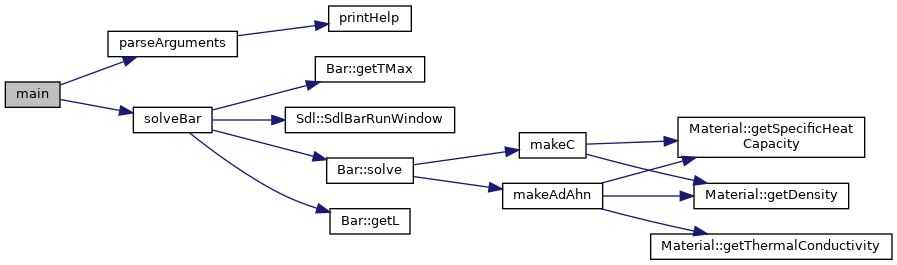 main
parseArguments
printHelp
solveBar
Bar::getTMax
Sdl::SdlBarRunWindow
Bar::solve
Bar::getL
makeC
makeAdAhn
Material::getSpecificHeat
Capacity
Material::getDensity
Material::getThermalConductivity